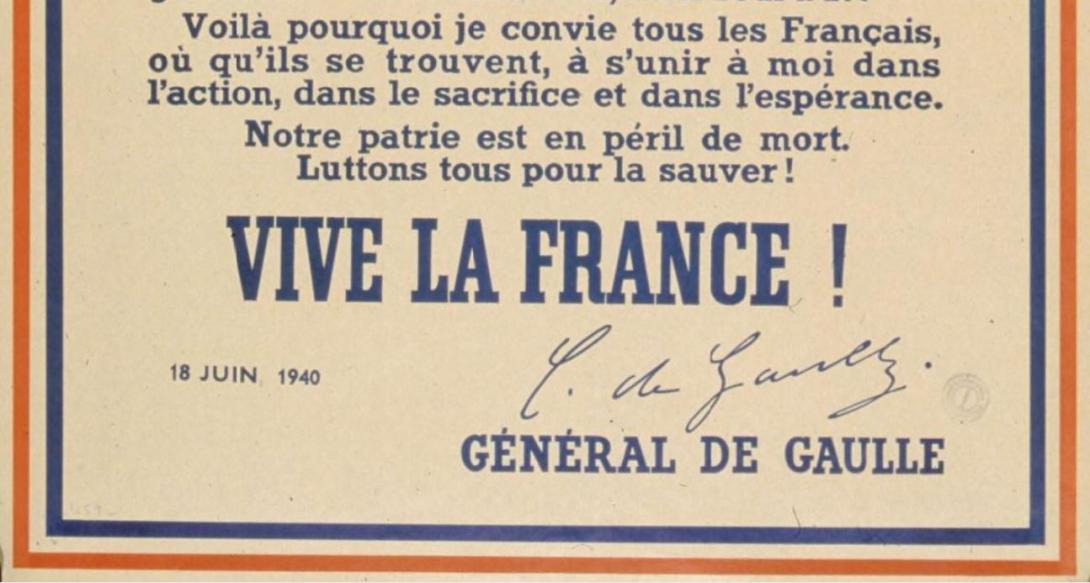 Voilà pourquoi je convie tous les Français,
où qu'ils se trouvent, à s'unir à moi dans
l'action, dans le sacrifice et dans l'espérance.
Notre patrie est en péril de mort.
Luttons tous pour la sauver !
VIVE LA FRANCE !
18 JUIN 1940
C. de Gaulle.
GÉNÉRAL DE GAULLE